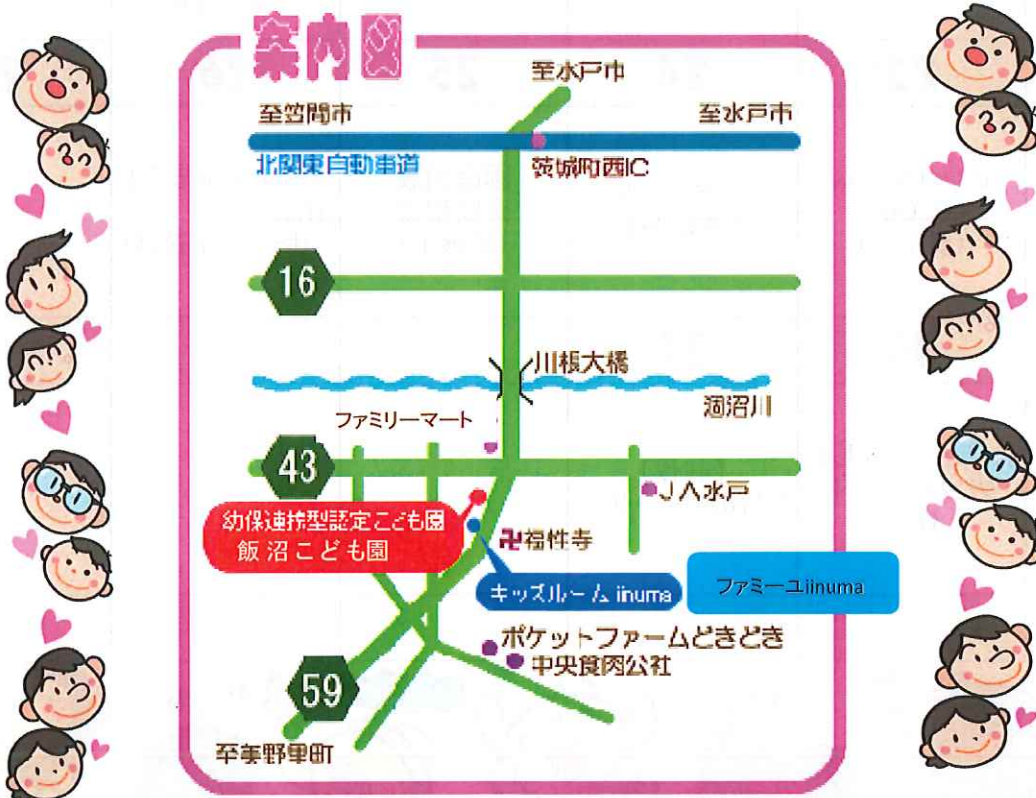 案内図
至水戸市
至笠間市
至水戸市
北関東自動車道
茨城町西IC
16
川根大橋
涸沼川
ファミリーマート
43
JA水戸
幼保連携型認定こども園
飯沼こども園
卍福性寺
キッズルーム iinuma
ファミーユiinuma
ポケットファームどきどき
中央食肉公社
59
至美野里町